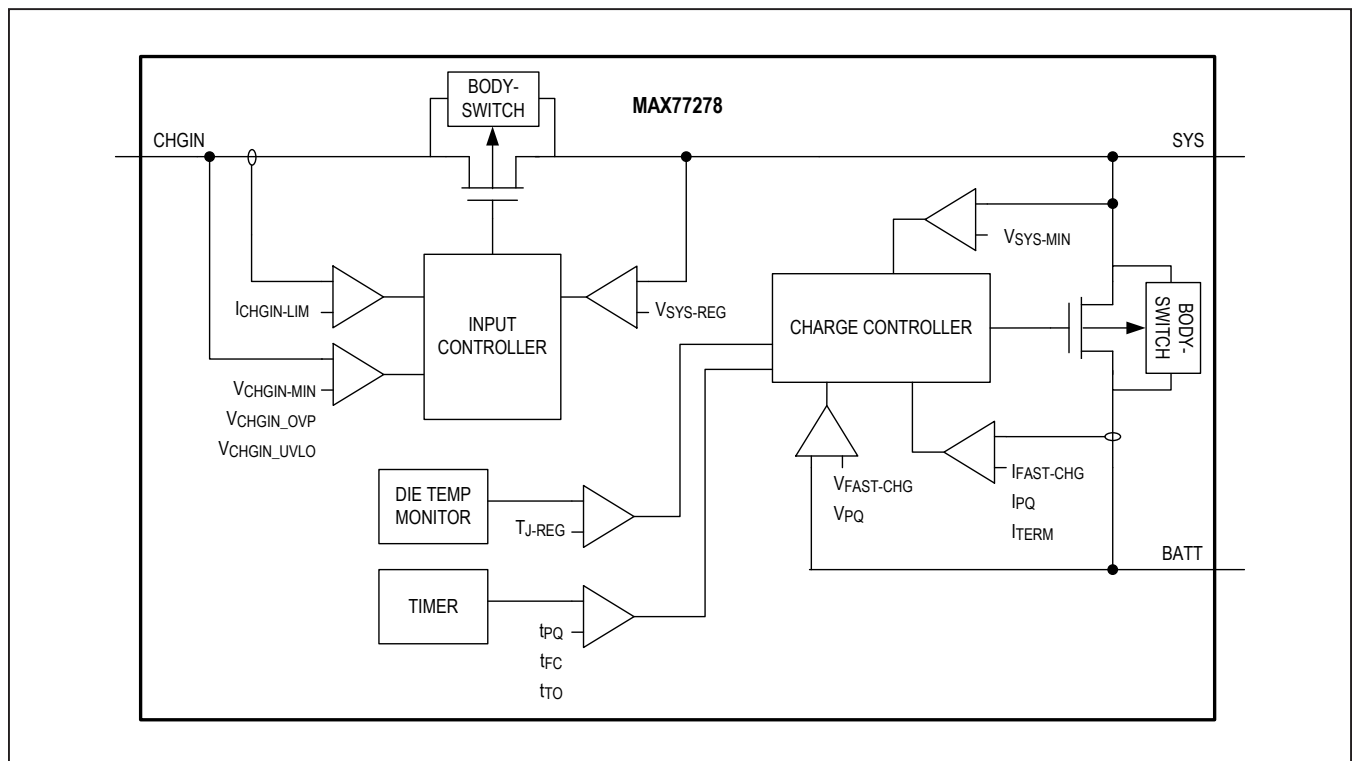 BODY-
SWITCH
MAX77278
CHGIN
SYS
VSYS-MIN
ICHGIN-LIM
INPUT
CONTROLLER
VSYS-REG
CHARGE CONTROLLER
BODY-
SWITCH
VCHGIN-MIN
VCHGIN_OVP
VCHGIN_UVLO
DIE TEMP
MONITOR
TJ-REG
VFAST-CHG
VPQ
IFAST-CHG
IPQ
ITERM
BATT
TIMER
tPQ
tFC
tTO